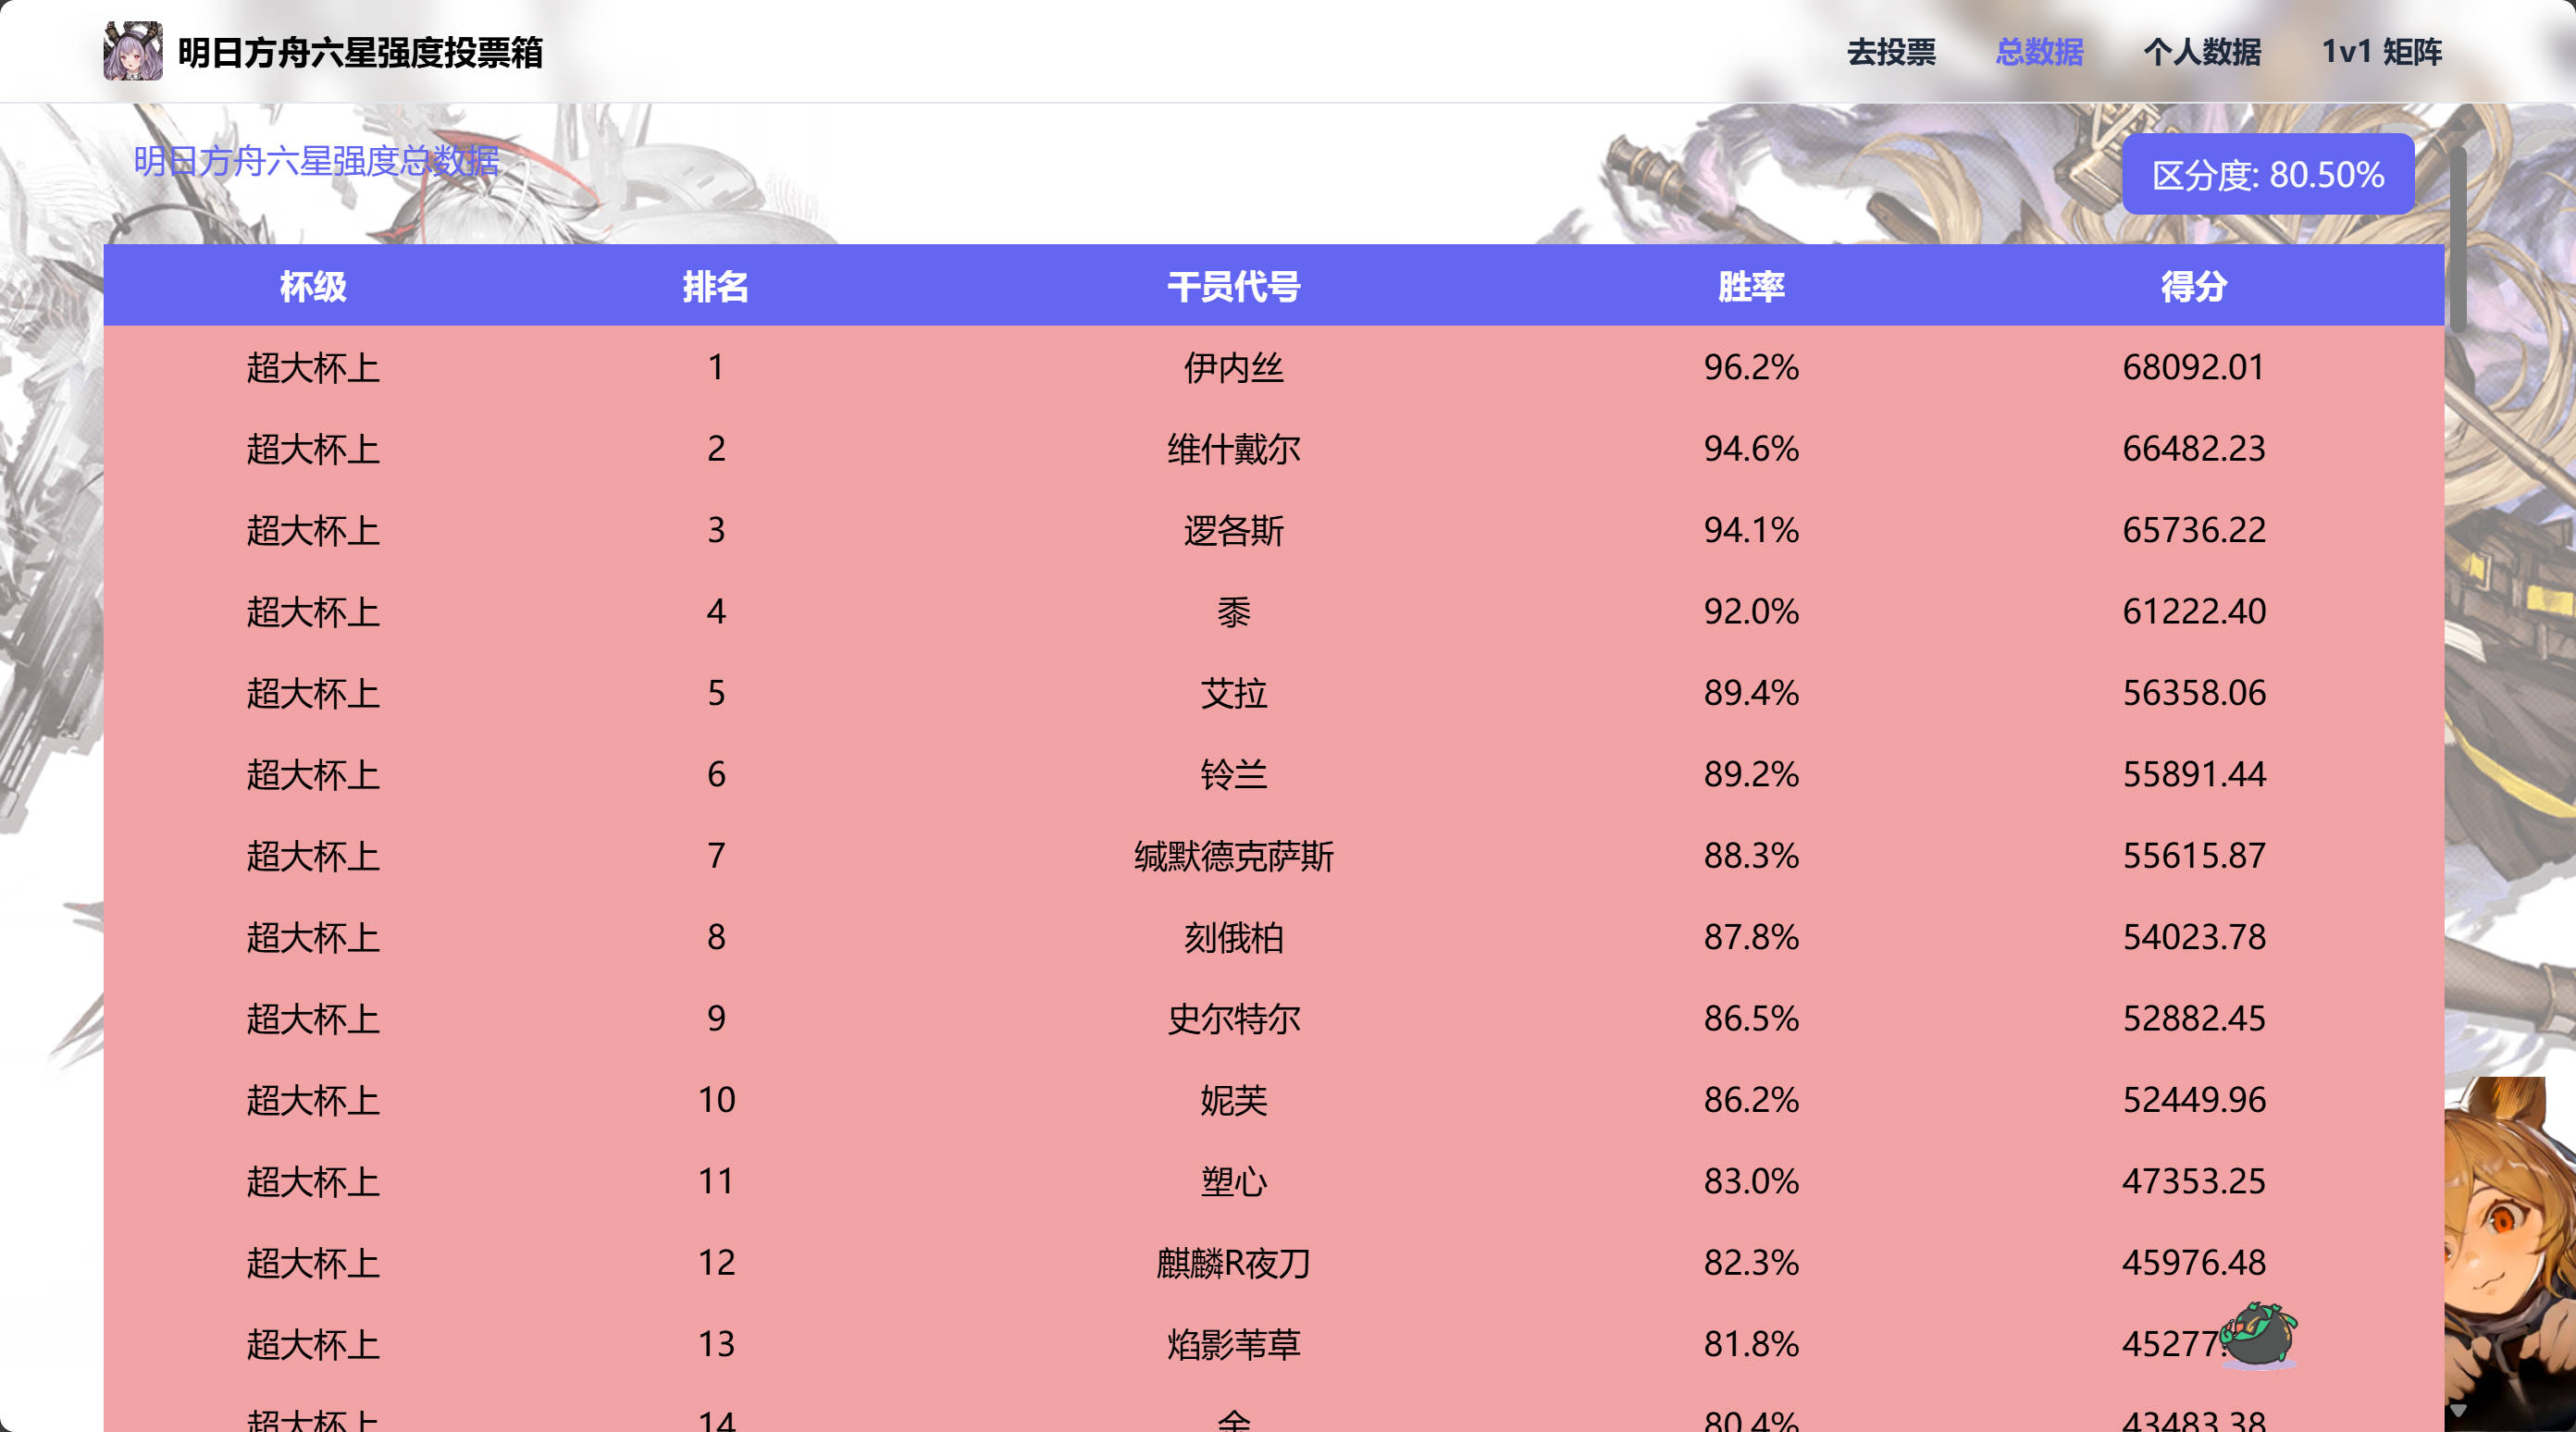 明日方舟六星强度投票箱 去投票 总数据 个人数据 1v1 矩阵
明日方舟六星强度总数据 区分度: 80.50%
杯级 排名 干员代号 胜率 得分
超大杯上 1 伊内丝 96.2% 68092.01
超大杯上 2 维什戴尔 94.6% 66482.23
超大杯上 3 逻各斯 94.1% 65736.22
超大杯上 4 黍 92.0% 61222.40
超大杯上 5 艾拉 89.4% 56358.06
超大杯上 6 铃兰 89.2% 55891.44
超大杯上 7 缄默德克萨斯 88.3% 55615.87
超大杯上 8 刻俄柏 87.8% 54023.78
超大杯上 9 史尔特尔 86.5% 52882.45
超大杯上 10 妮芙 86.2% 52449.96
超大杯上 11 塑心 83.0% 47353.25
超大杯上 12 麒麟R夜刀 82.3% 45976.48
超大杯上 13 焰影苇草 81.8% 45277.
超大杯上 14 80.4% 43483.38